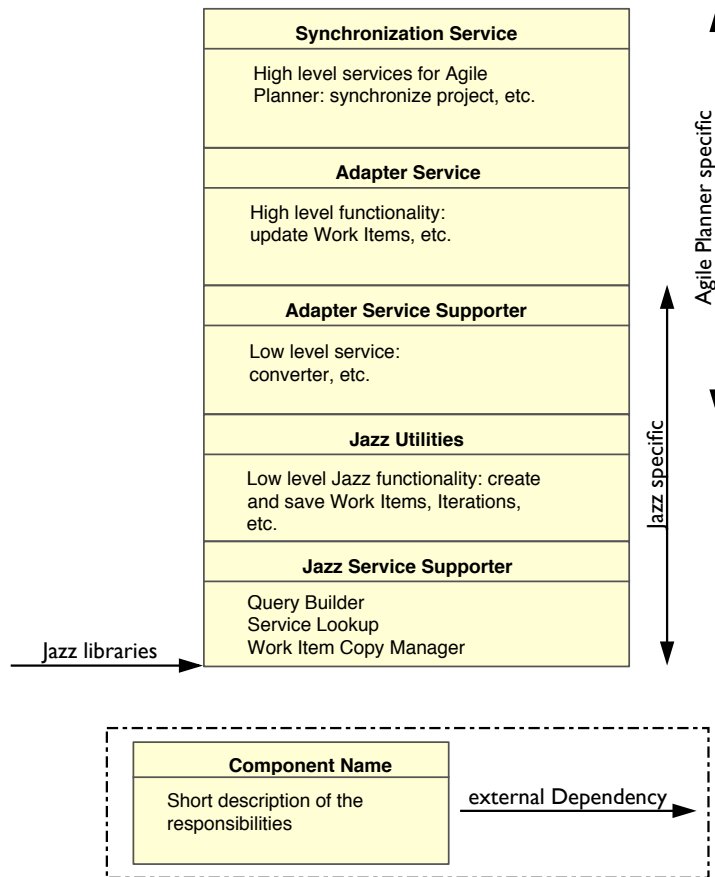 Synchronization Service
High level services for Agile
Planner: synchronize project, etc.
Adapter Service
High level functionality:
update Work Items, etc.
Adapter Service Supporter
Low level service:
converter, etc.
Jazz Utilities
Low level Jazz functionality: create
and save Work Items, Iterations,
etc.
Jazz Service Supporter
Query Builder
Service Lookup
Work Item Copy Manager
Agile Planner specific
Jazz specific
Jazz libraries
Component Name
Short description of the
responsibilities
external Dependency